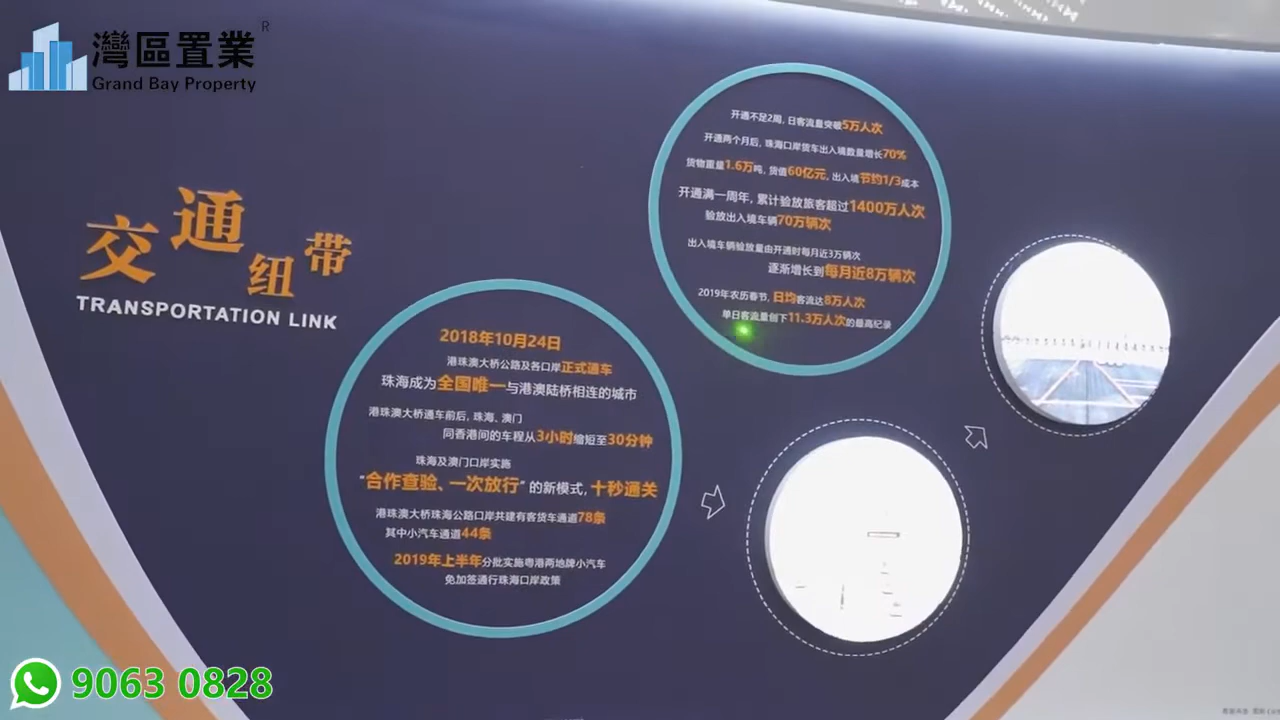 灣區置業
R
Grand Bay Property
交通纽带
TRANSPORTATION LINK
2018年10月24日
港珠澳大桥公路及各口岸正式通车
珠海成为全国唯一与港澳陆桥相连的城市
港珠澳大桥通车前后，珠海、澳门
同香港间的车程从3小时缩短至30分钟
珠海及澳门口岸实施
“合作查验、一次放行”的新模式，十秒通关
港珠澳大桥珠海公路口岸共建有客货车通道78条
其中小汽车通道44条
2019年上半年分批实施粤港两地牌小汽车
免加签通行珠海口岸政策
开通不足2周，日客流量突破5万人次
开通两个月后，珠海口岸货车出入境数量增长70%
货物重量1.6万吨，货值60亿元，出入境节约1/3成本
开通满一周年，累计验放旅客超过1400万人次
验放出入境车辆70万辆次
出入境车辆验放量由开通时每月近3万辆次
逐渐增长到每月近8万辆次
2019年农历春节，日均客流达8万人次
单日客流量创下11.3万人次的最高纪录
9063 0828